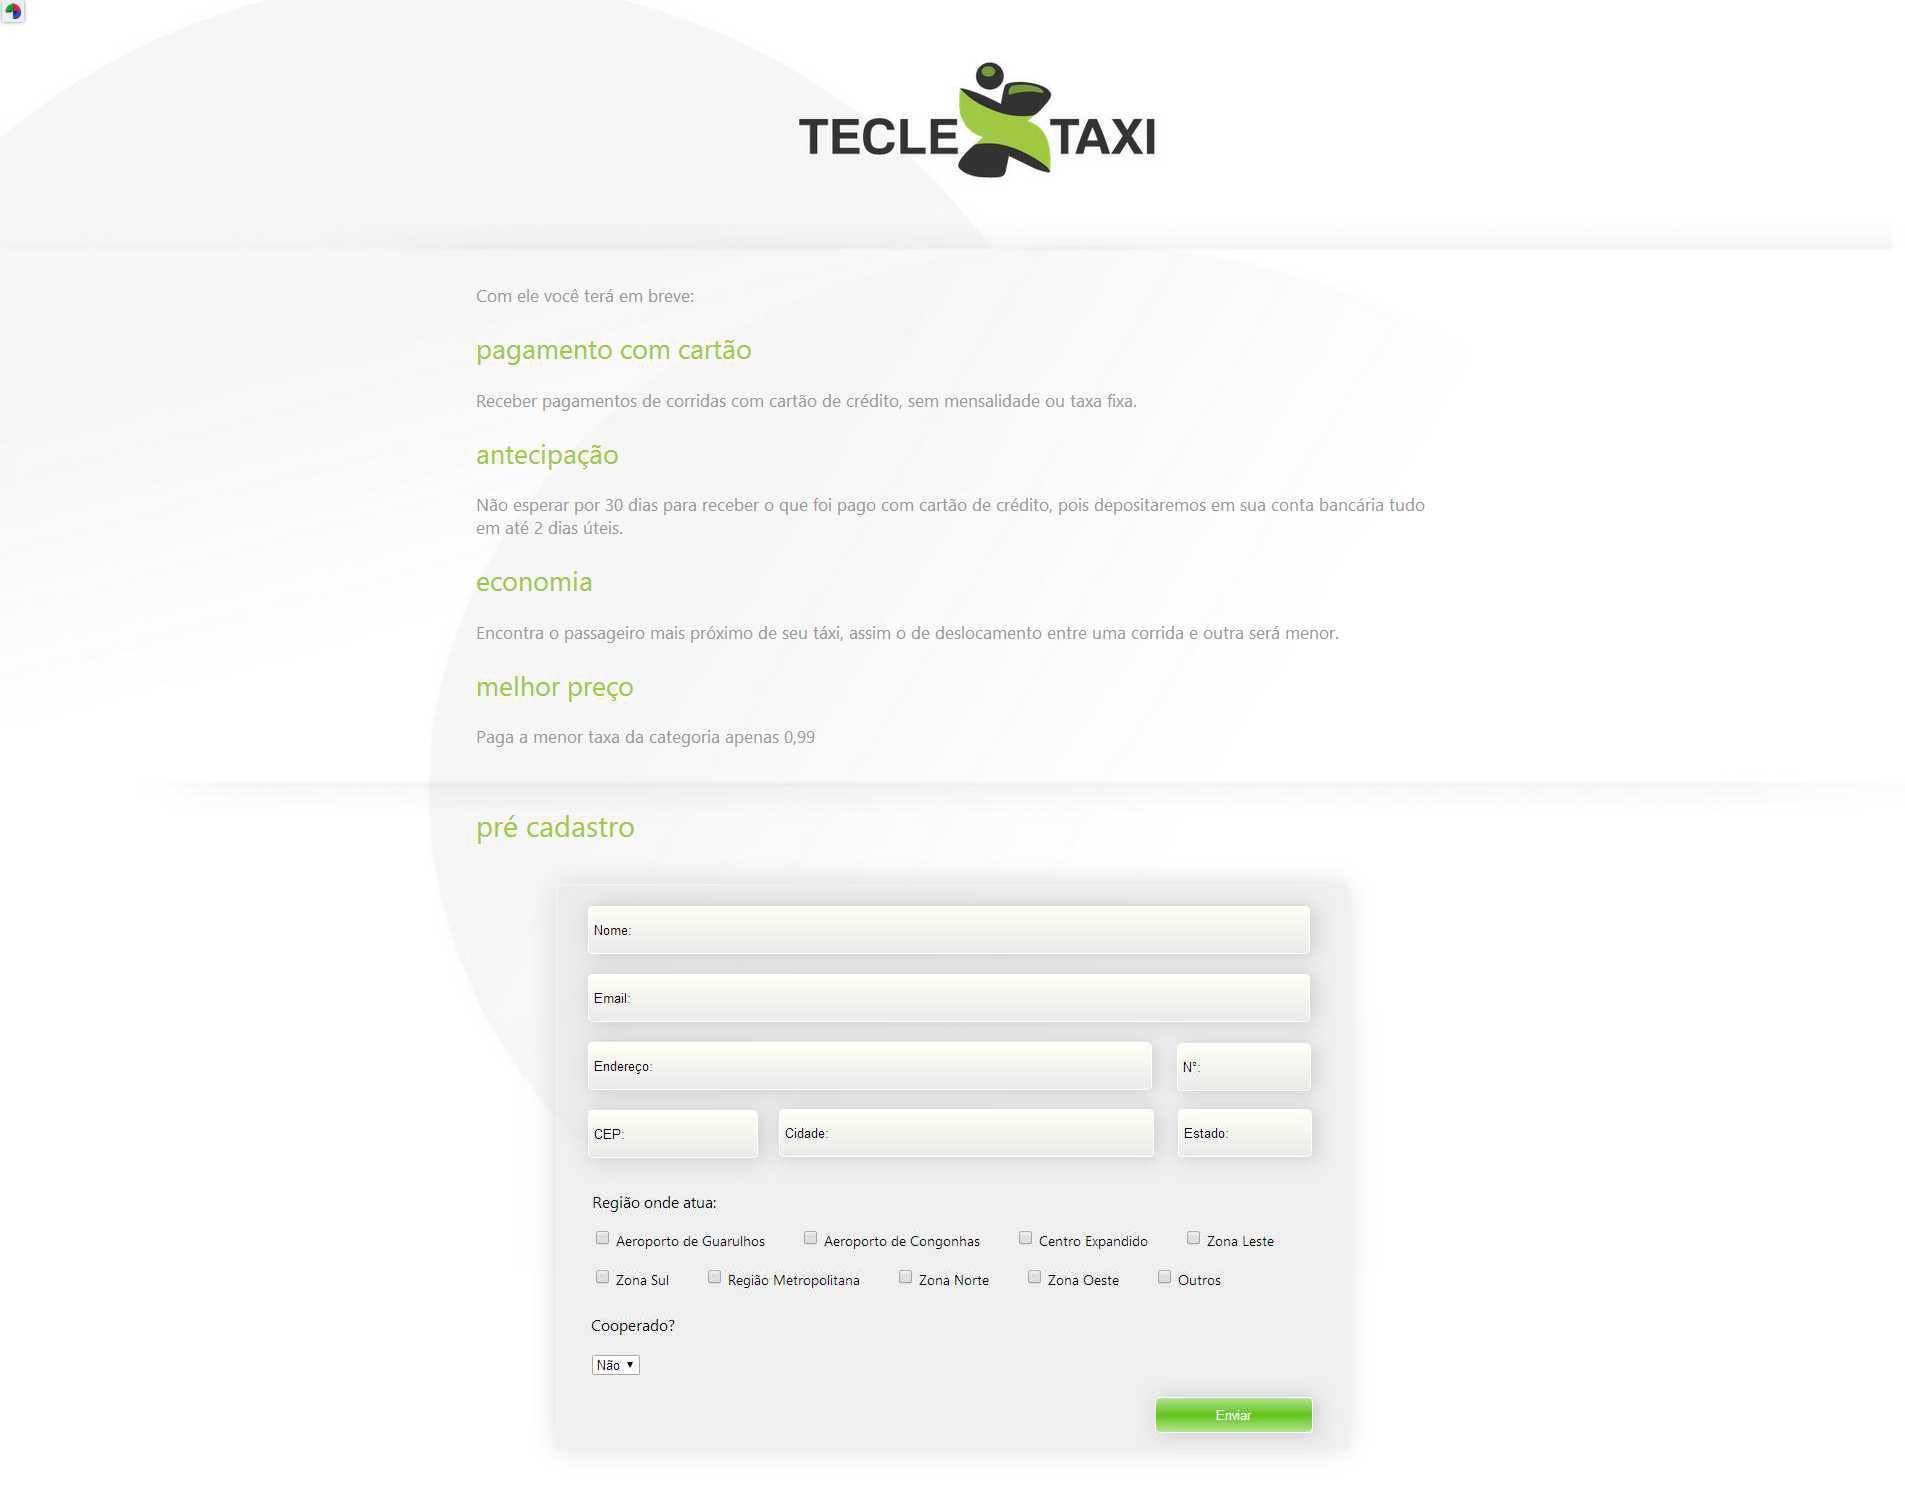 TECLE TAXI
Com ele você terá em breve:
pagamento com cartão
Receber pagamentos de corridas com cartão de crédito, sem mensalidade ou taxa fixa.
antecipação
Não esperar por 30 dias para receber o que foi pago com cartão de crédito, pois depositaremos em sua conta bancária tudo
em até 2 dias úteis.
economia
Encontra o passageiro mais próximo de seu táxi, assim o de deslocamento entre uma corrida e outra será menor.
melhor preço
Paga a menor taxa da categoria apenas 0,99
pré cadastro
Nome:
Email:
Endereço: N°:
CEP: Cidade: Estado:
Região onde atua:
Aeroporto de Guarulhos Aeroporto de Congonhas Centro Expandido Zona Leste
Zona Sul Região Metropolitana Zona Norte Zona Oeste Outros
Cooperado?
Não
Enviar